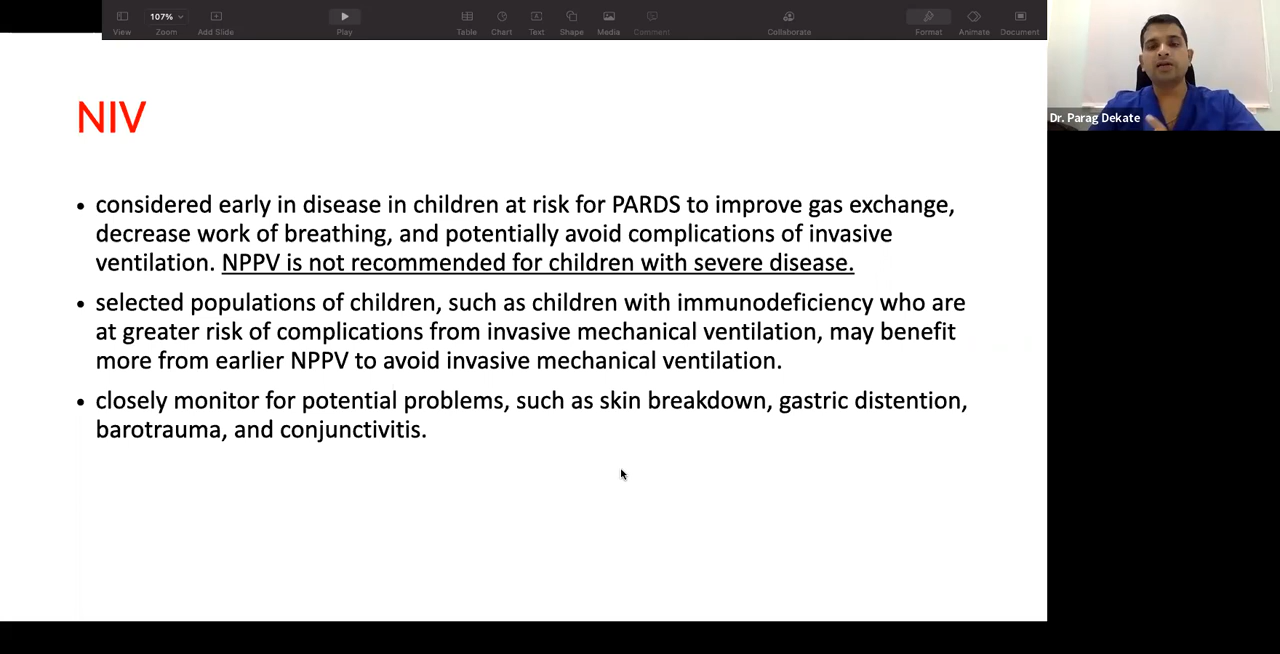 107%
View
Zoom
Add Slide
Play
Table
Chart
Text
Shape
Media
Comment
Collaborate
Format
Animate
Document
Dr. Parag Dekate
NIV
• considered early in disease in children at risk for PARDS to improve gas exchange,
decrease work of breathing, and potentially avoid complications of invasive
ventilation. NPPV is not recommended for children with severe disease.
• selected populations of children, such as children with immunodeficiency who are
at greater risk of complications from invasive mechanical ventilation, may benefit
more from earlier NPPV to avoid invasive mechanical ventilation.
• closely monitor for potential problems, such as skin breakdown, gastric distention,
barotrauma, and conjunctivitis.